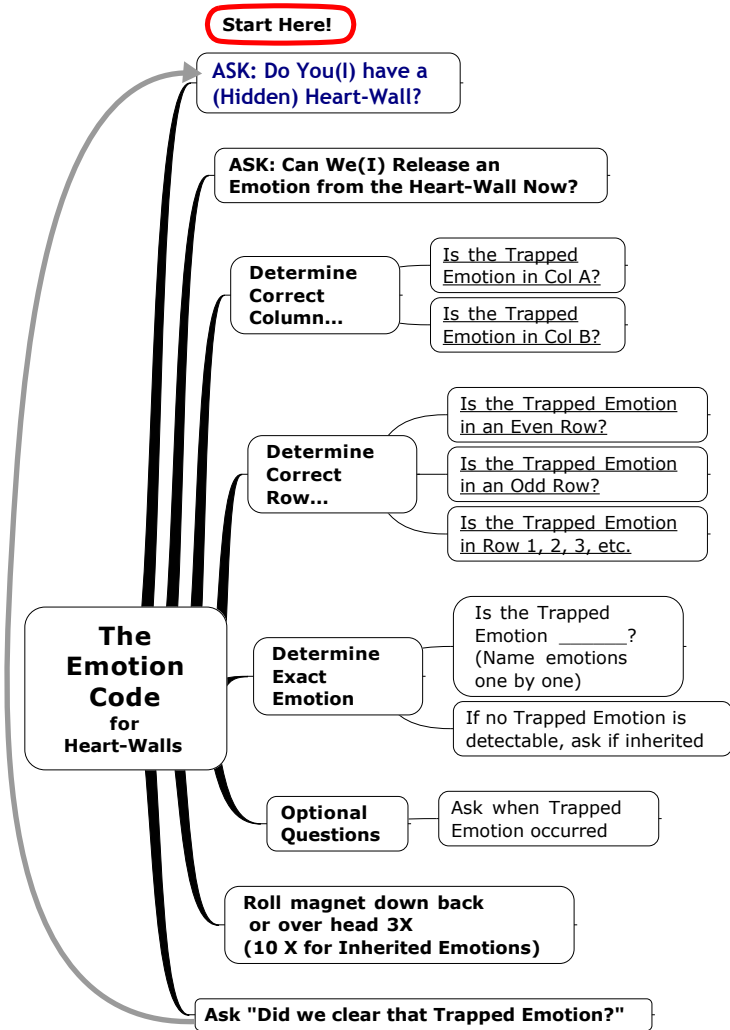 Start Here!
ASK: Do You(I) have a
(Hidden) Heart-Wall?
ASK: Can We(I) Release an
Emotion from the Heart-Wall Now?
Determine
Correct
Column...
Is the Trapped
Emotion in Col A?
Is the Trapped
Emotion in Col B?
Determine
Correct
Row...
Is the Trapped Emotion
in an Even Row?
Is the Trapped Emotion
in an Odd Row?
Is the Trapped Emotion
in Row 1, 2, 3, etc.
The
Emotion
Code
for
Heart-Walls
Determine
Exact
Emotion
Is the Trapped
Emotion ______?
(Name emotions
one by one)
If no Trapped Emotion is
detectable, ask if inherited
Optional
Questions
Ask when Trapped
Emotion occurred
Roll magnet down back
or over head 3X
(10 X for Inherited Emotions)
Ask "Did we clear that Trapped Emotion?"